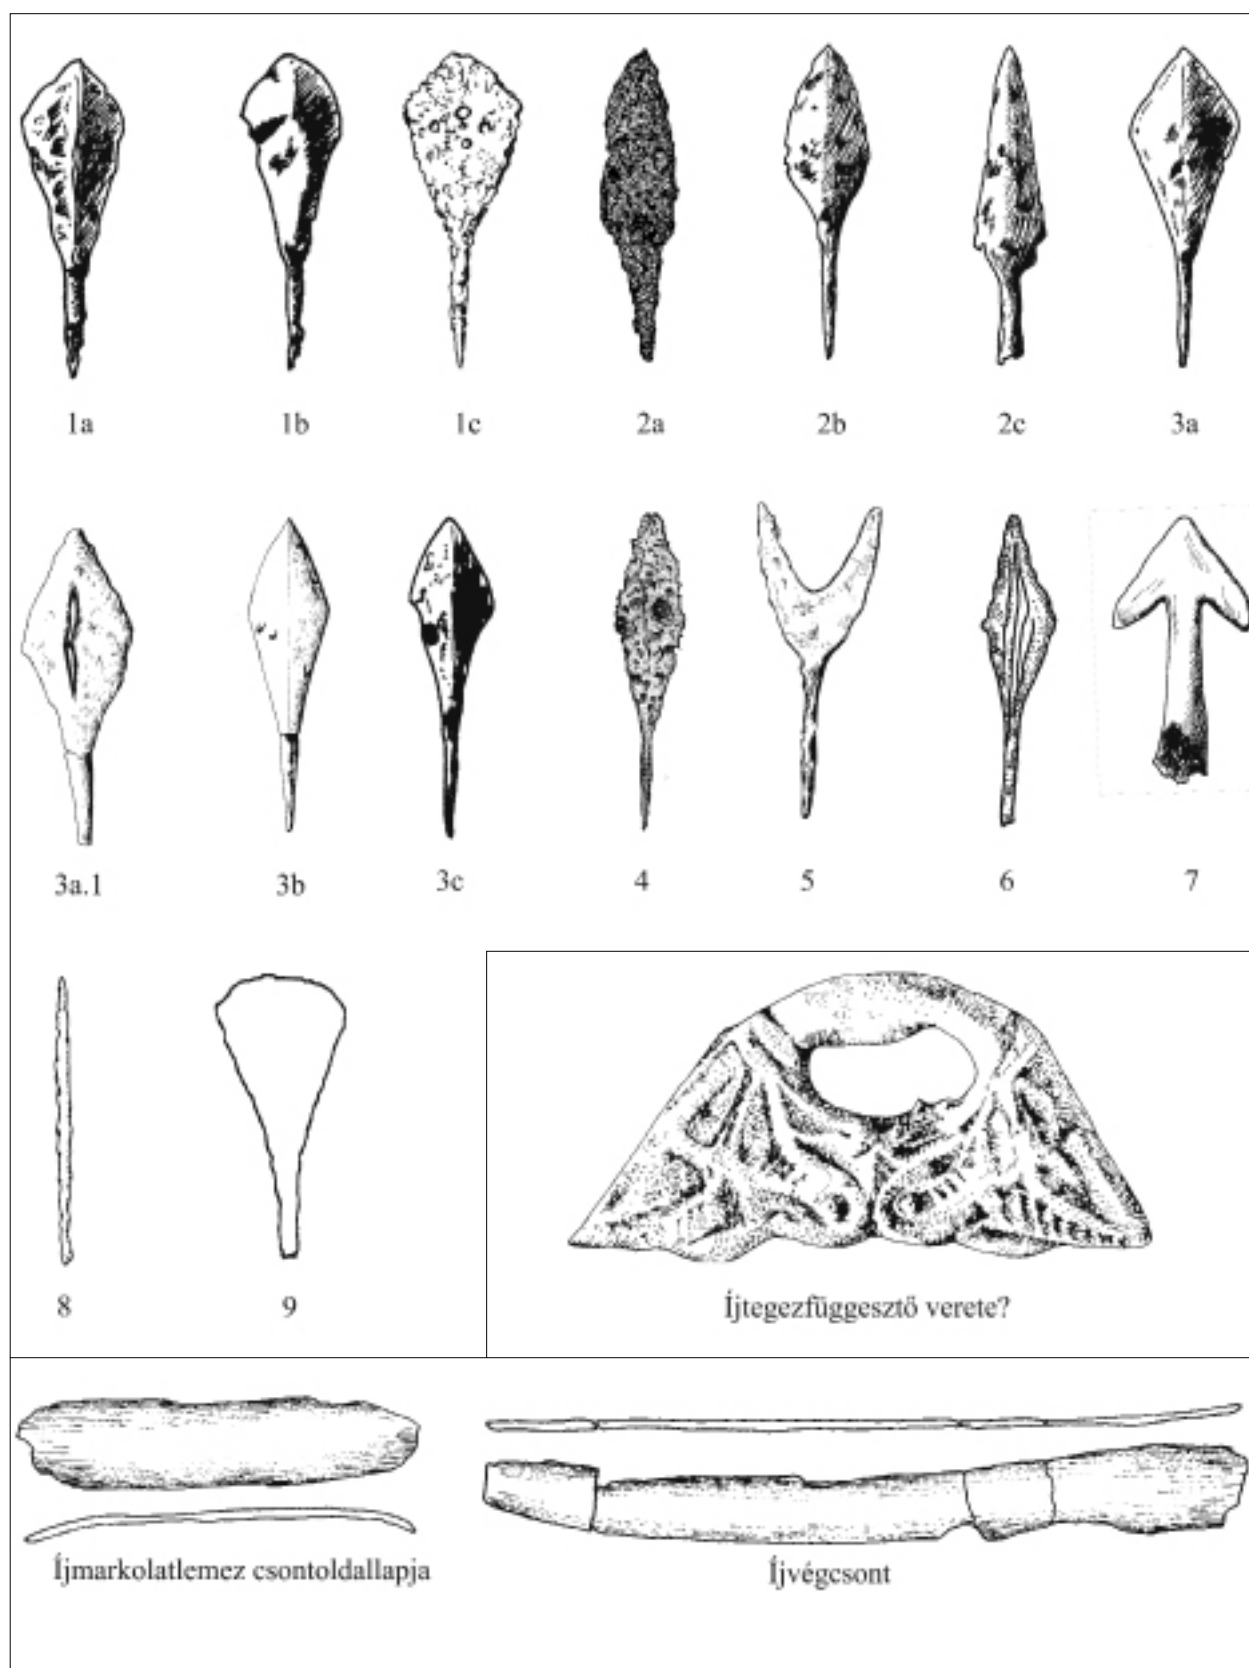 1a 1b 1c 2a 2b 2c 3a
3a.1 3b 3c 4 5 6 7
8 9
Íjtegezfüggesztő verete?
Íjmarkolatlemez csontoldallapja
Íjvégcsont